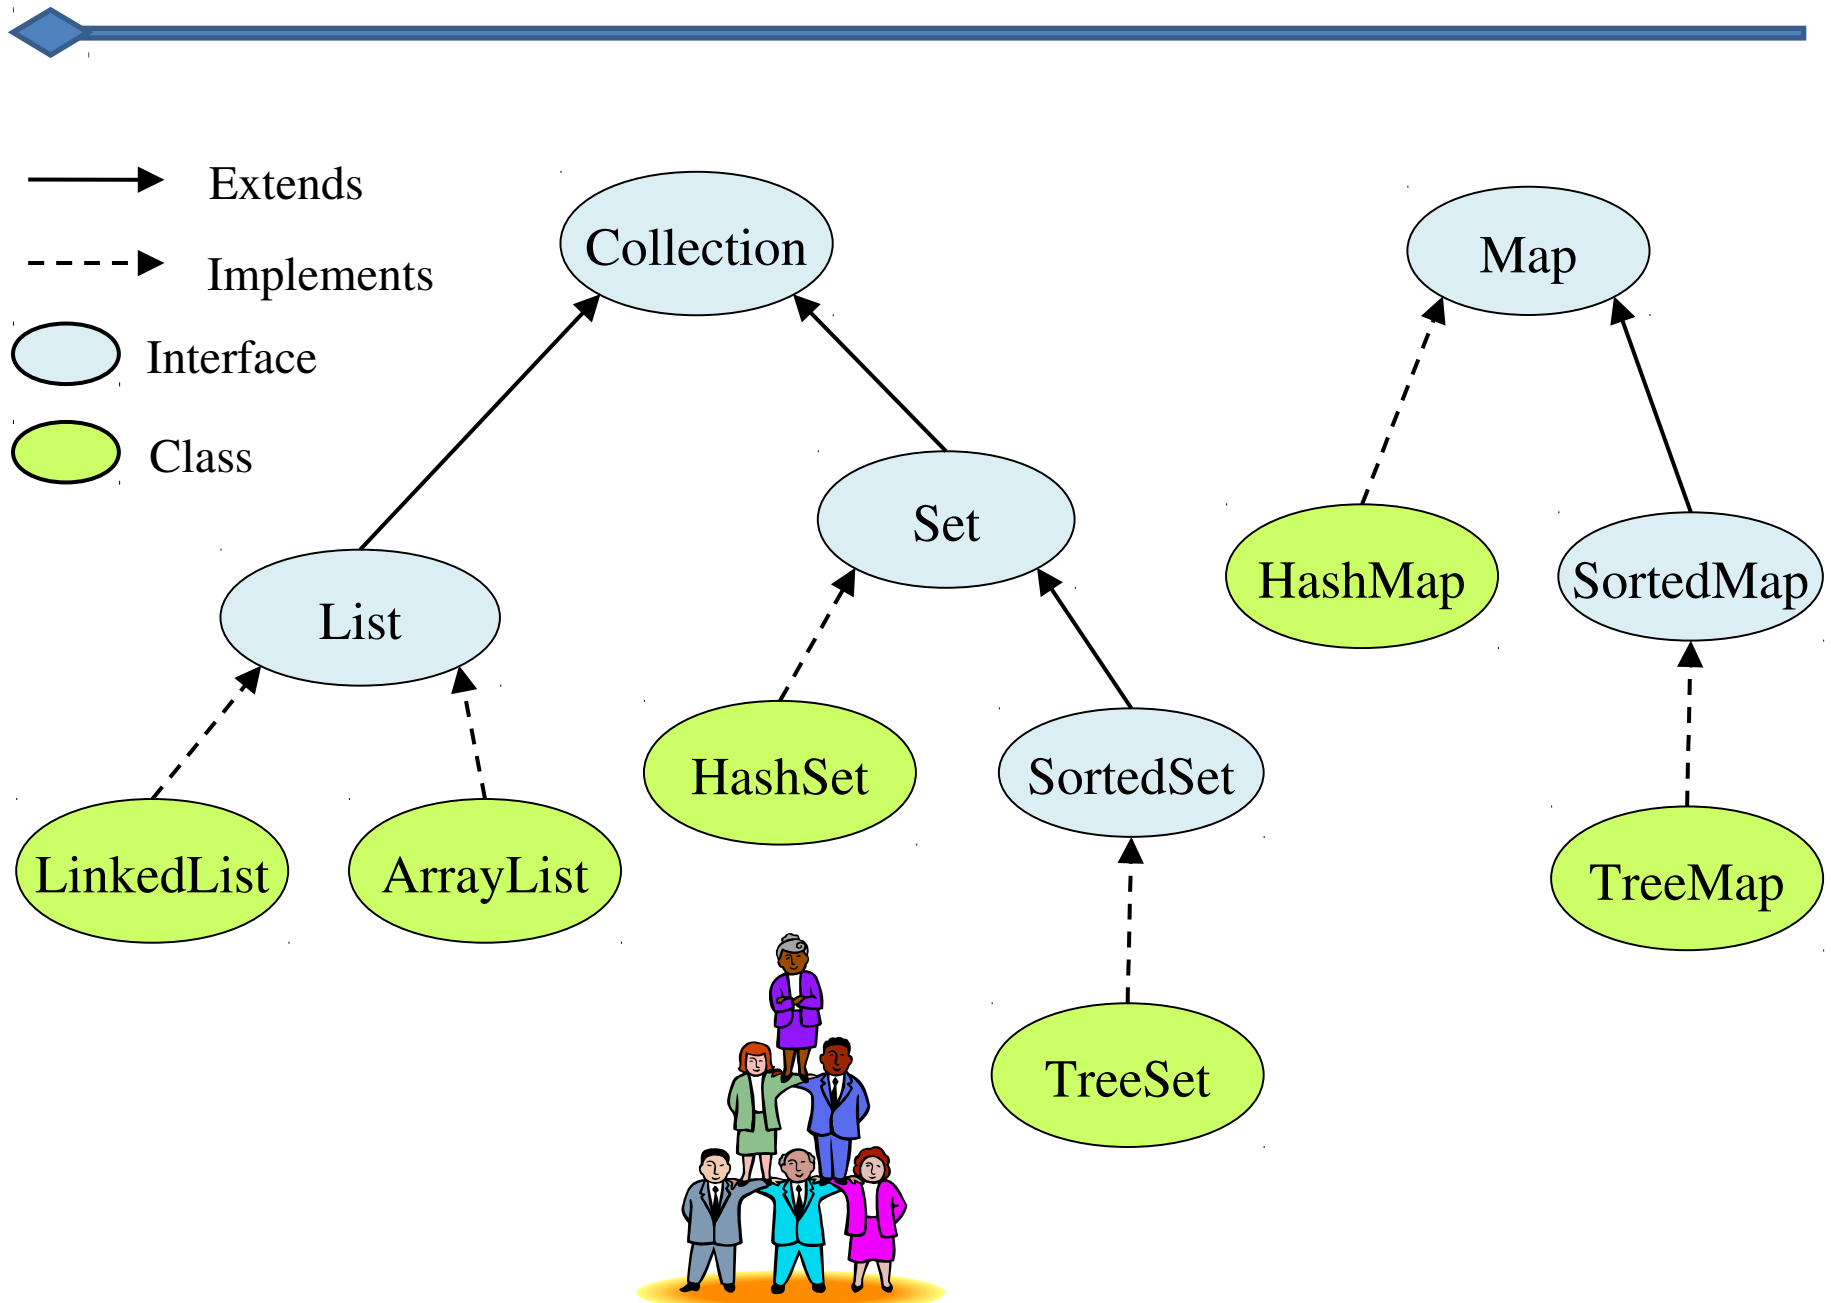 Extends
Implements
Interface
Class
Collection
Map
Set
HashMap
SortedMap
List
HashSet
SortedSet
LinkedList
ArrayList
TreeMap
TreeSet